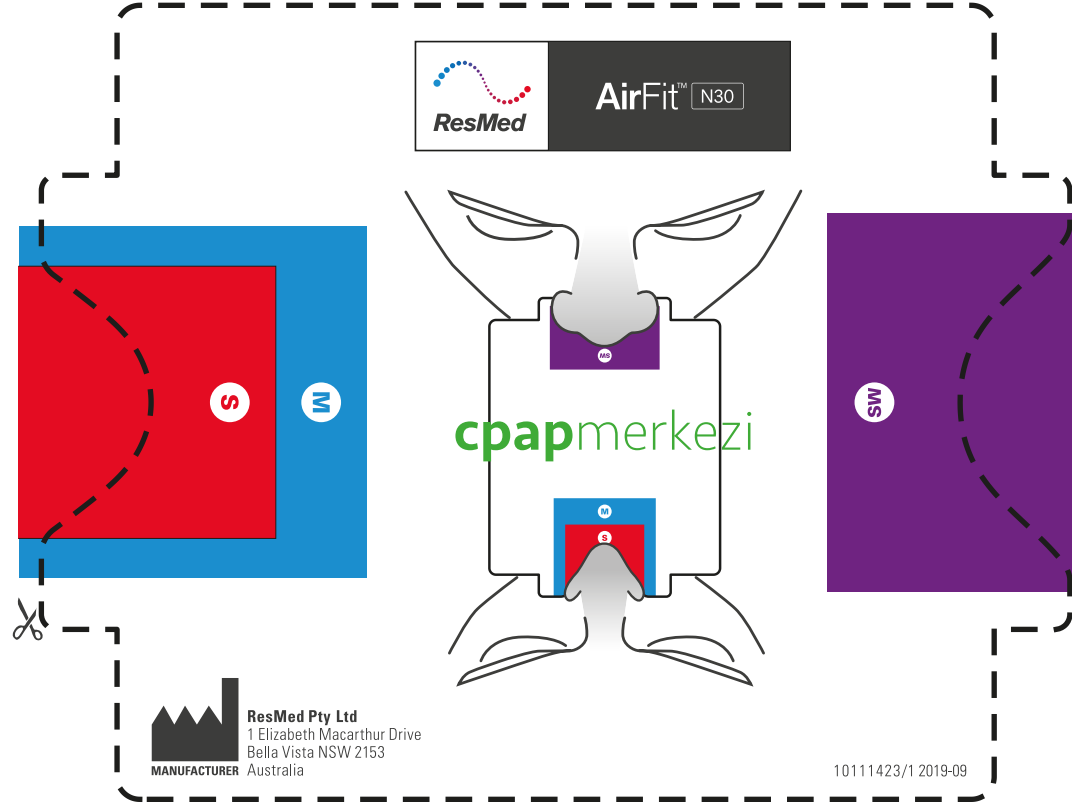 ResMed
AirFit™ N30
S
M
SW
MS
cpapmerkezi
M
S
ResMed Pty Ltd
1 Elizabeth Macarthur Drive
Bella Vista NSW 2153
MANUFACTURER Australia
10111423/1 2019-09